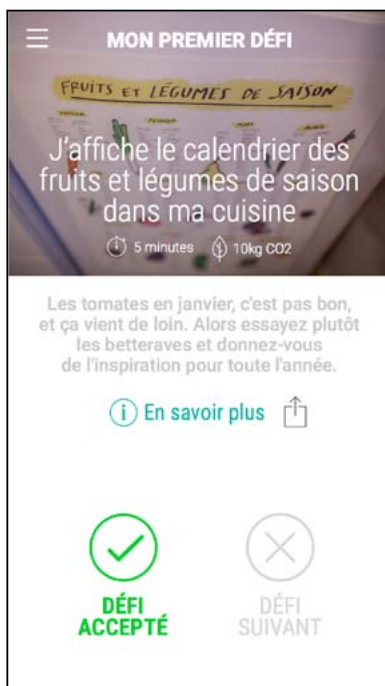 MON PREMIER DÉFI
FRUITS ET LÉGUMES DE SAISON
J'affiche le calendrier des
fruits et légumes de saison
dans ma cuisine
5 minutes 10kg CO2
Les tomates en janvier, c'est pas bon,
et ça vient de loin. Alors essayez plutôt
les betteraves et donnez-vous
de l'inspiration pour toute l'année.
i En savoir plus
DÉFI
ACCEPTÉ
DÉFI
SUIVANT